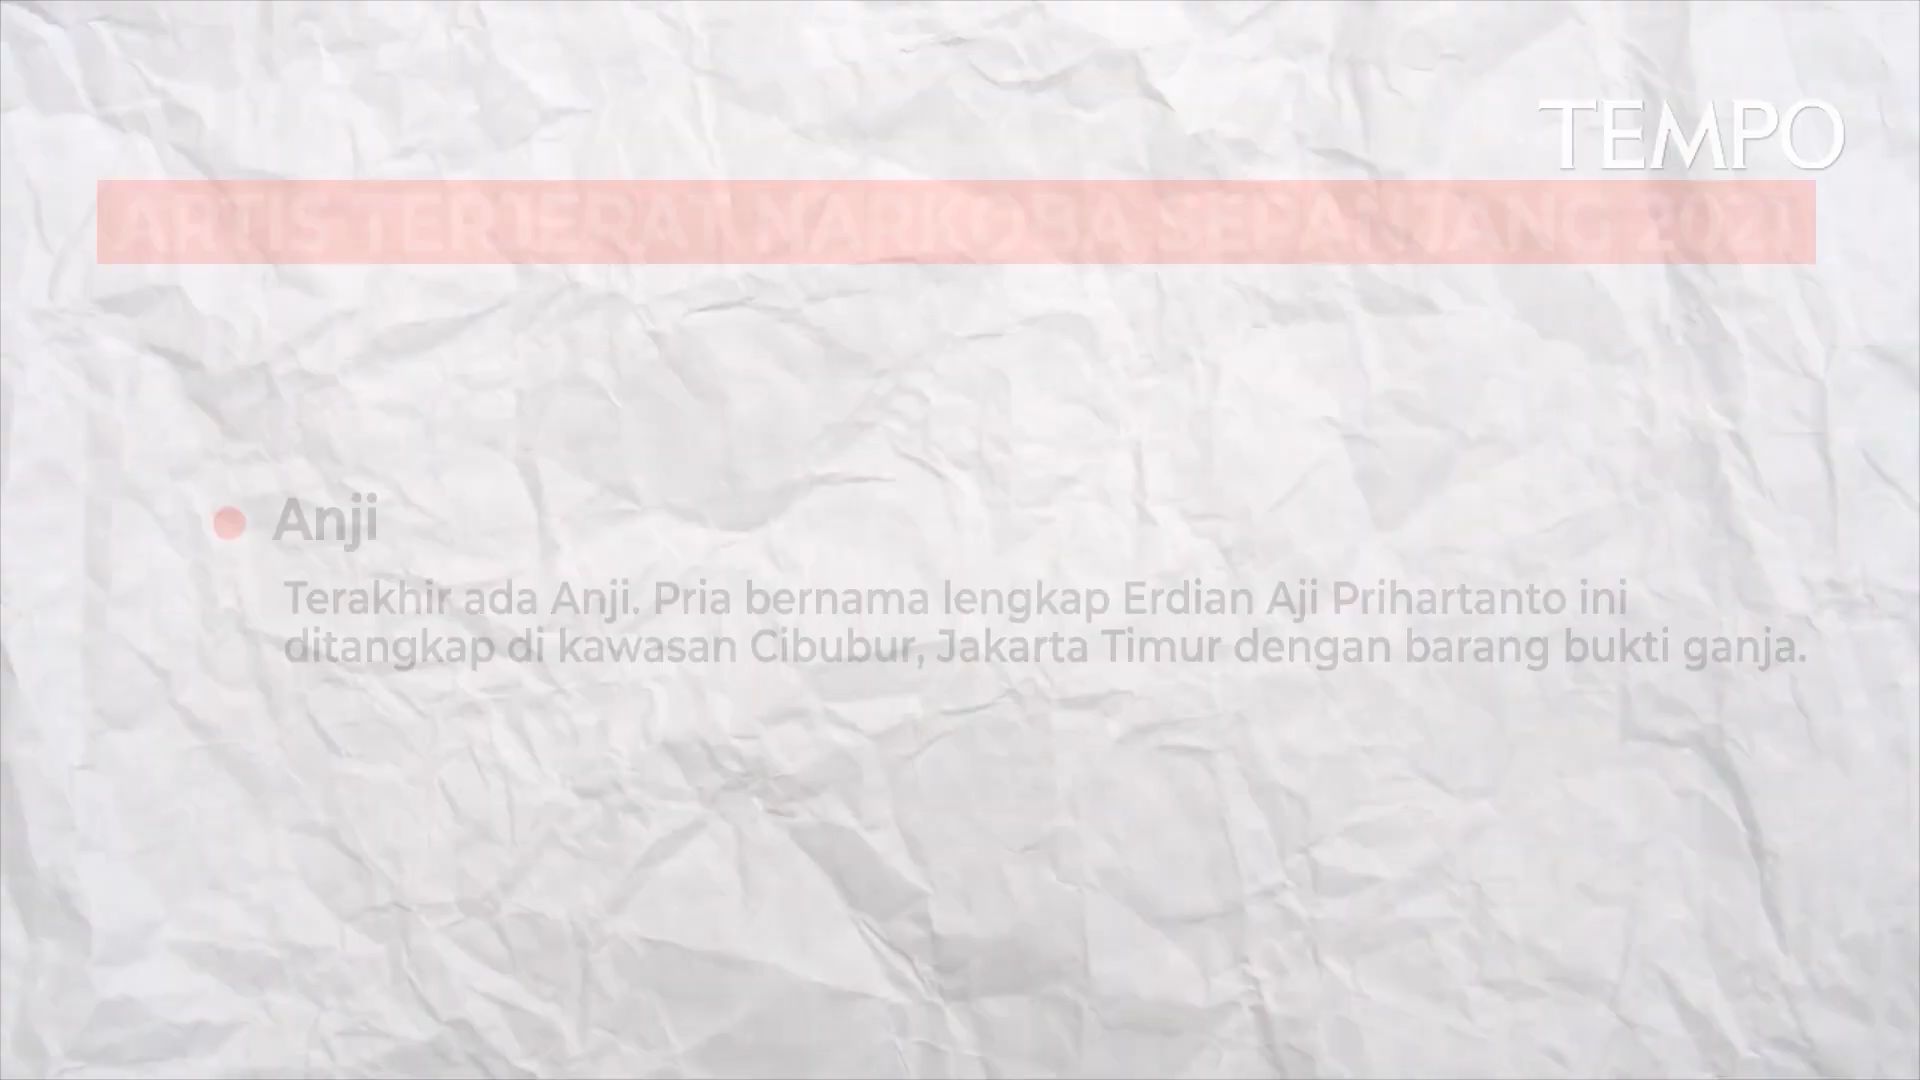 TEMPO
ARTIS TERJERAT NARKOBA SEPANJANG 2021
Anji
Terakhir ada Anji. Pria bernama lengkap Erdian Aji Prihartanto ini
ditangkap di kawasan Cibubur, Jakarta Timur dengan barang bukti ganja.